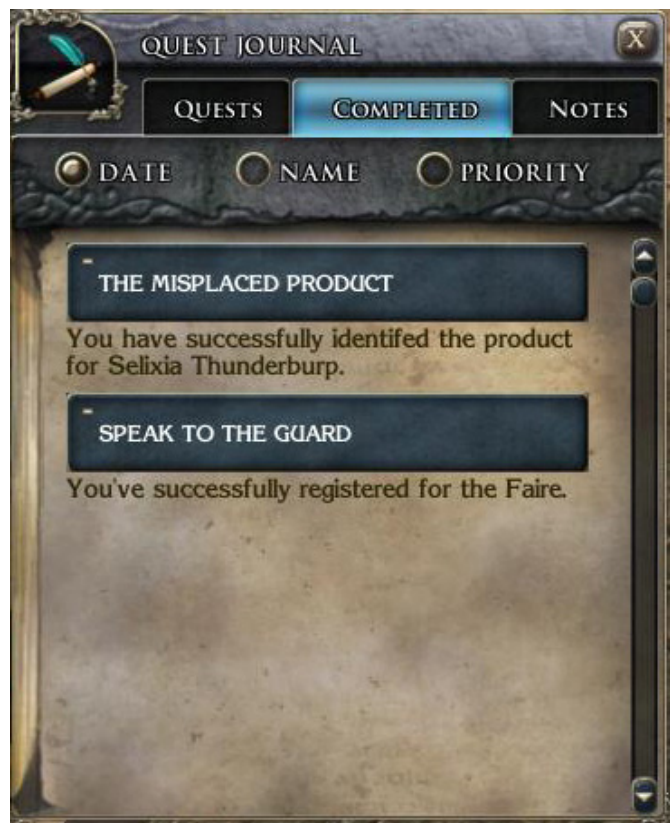 QUEST JOURNAL
X
QUESTS
COMPLETED
NOTES
DATE
NAME
PRIORITY
THE MISPLACED PRODUCT
You have successfully identifed the product
for Selixia Thunderburp.
SPEAK TO THE GUARD
You've successfully registered for the Faire.